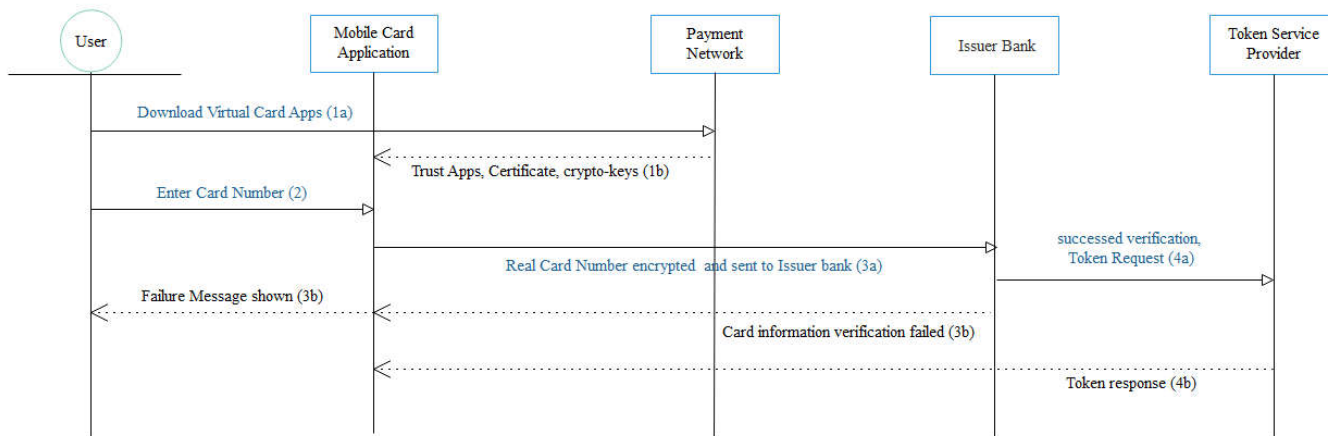 User
Mobile Card
Application
Payment
Network
Issuer Bank
Token Service
Provider
Download Virtual Card Apps (1a)
Trust Apps, Certificate, crypto-keys (1b)
Enter Card Number (2)
successed verification,
Token Request (4a)
Real Card Number encrypted and sent to Issuer bank (3a)
Failure Message shown (3b)
Card information verification failed (3b)
Token response (4b)